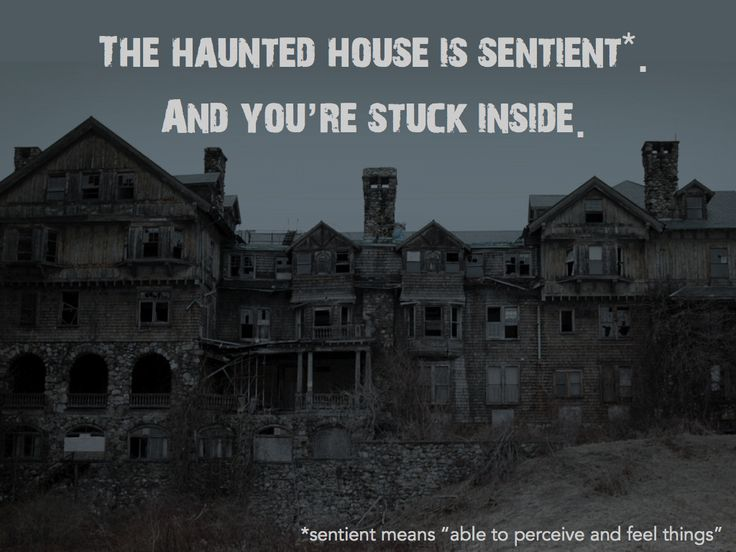 The haunted house is sentient*.
And you're stuck inside.
*sentient means “able to perceive and feel things”